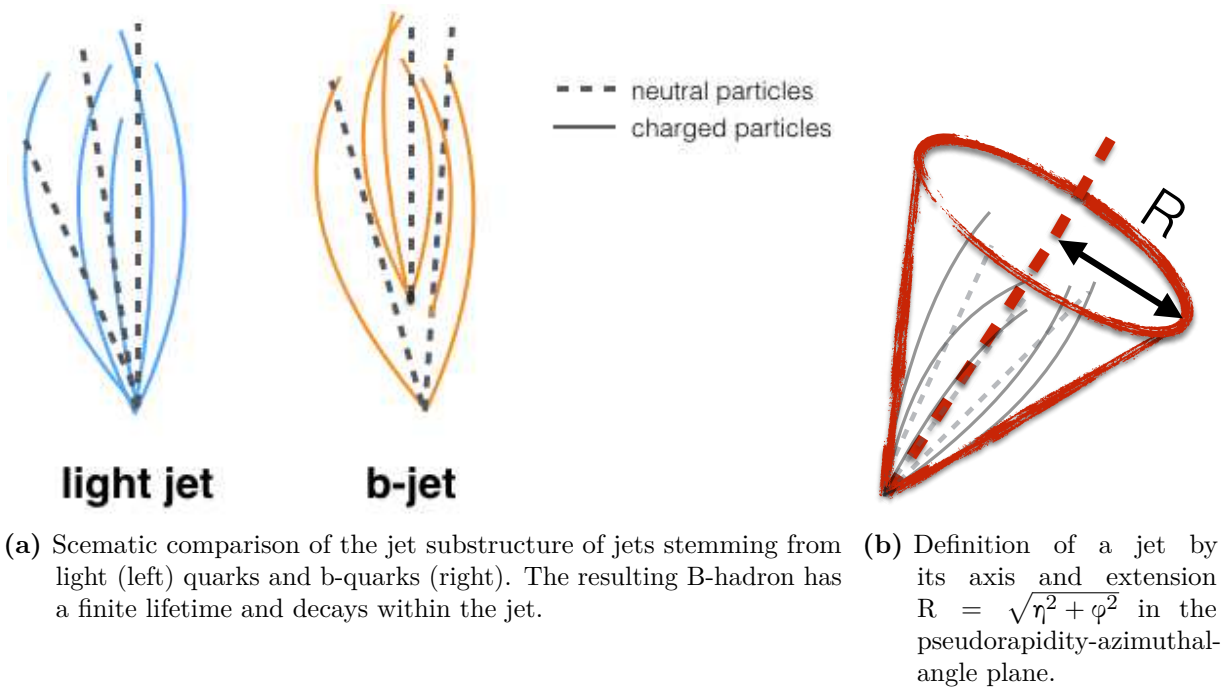 neutral particles
charged particles
R
light jet
b-jet
(a) Scematic comparison of the jet substructure of jets stemming from
light (left) quarks and b-quarks (right). The resulting B-hadron has
a finite lifetime and decays within the jet.
(b) Definition of a jet by
its axis and extension
R = √η² + φ² in the
pseudorapidity-azimuthal-
angle plane.